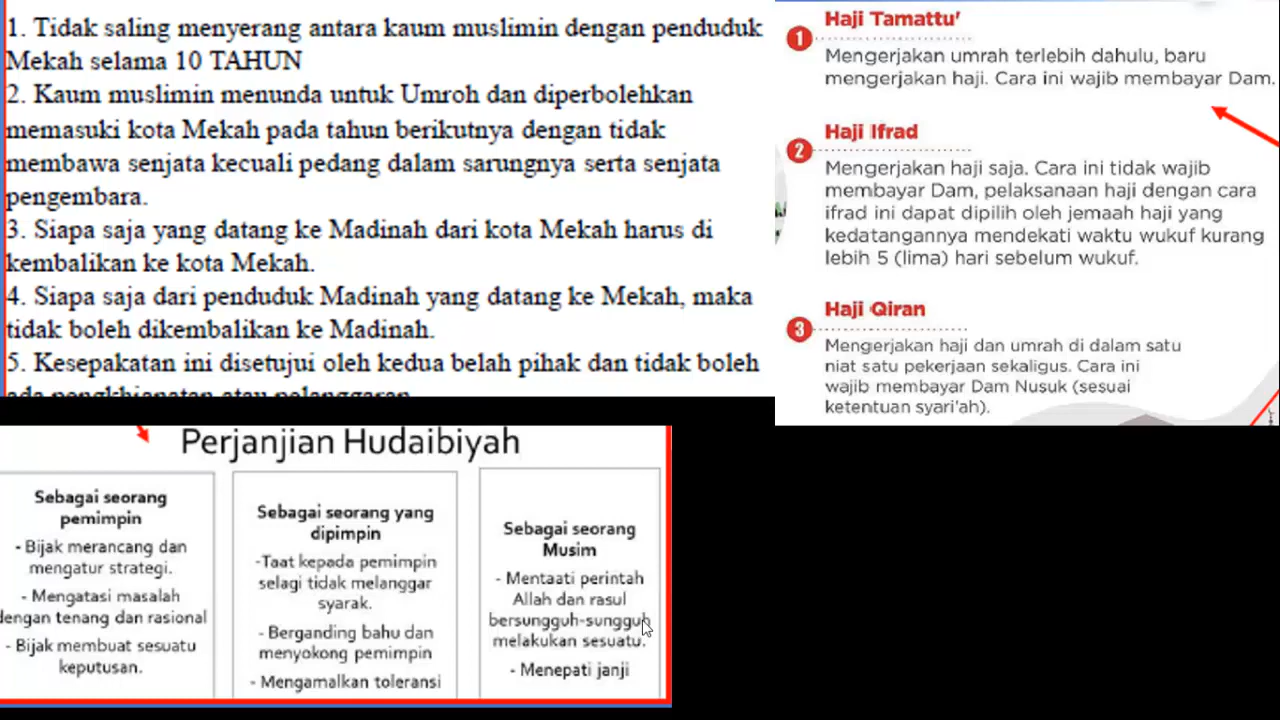 1. Tidak saling menyerang antara kaum muslimin dengan penduduk
Mekah selama 10 TAHUN
2. Kaum muslimin menunda untuk Umroh dan diperbolehkan
memasuki kota Mekah pada tahun berikutnya dengan tidak
membawa senjata kecuali pedang dalam sarungnya serta senjata
pengembara.
3. Siapa saja yang datang ke Madinah dari kota Mekah harus di
kembalikan ke kota Mekah.
4. Siapa saja dari penduduk Madinah yang datang ke Mekah, maka
tidak boleh dikembalikan ke Madinah.
5. Kesepakatan ini disetujui oleh kedua belah pihak dan tidak boleh
ada pengkhianatan atau pelanggaran
1
Haji Tamattu'
Mengerjakan umrah terlebih dahulu, baru
mengerjakan haji. Cara ini wajib membayar Dam.
2
Haji Ifrad
Mengerjakan haji saja. Cara ini tidak wajib
membayar Dam, pelaksanaan haji dengan cara
ifrad ini dapat dipilih oleh jemaah haji yang
kedatangannya mendekati waktu wukuf kurang
lebih 5 (lima) hari sebelum wukuf.
3
Haji Qiran
Mengerjakan haji dan umrah di dalam satu
niat satu pekerjaan sekaligus. Cara ini
wajib membayar Dam Nusuk (sesuai
ketentuan syari'ah).
Perjanjian Hudaibiyah
Sebagai seorang
pemimpin
- Bijak merancang dan
mengatur strategi.
- Mengatasi masalah
dengan tenang dan rasional
- Bijak membuat sesuatu
keputusan.
Sebagai seorang yang
dipimpin
-Taat kepada pemimpin
selagi tidak melanggar
syarak.
- Berganding bahu dan
menyokong pemimpin
- Mengamalkan toleransi
Sebagai seorang
Musim
- Mentaati perintah
Allah dan rasul
bersungguh-sungguh
melakukan sesuatu.
- Menepati janji